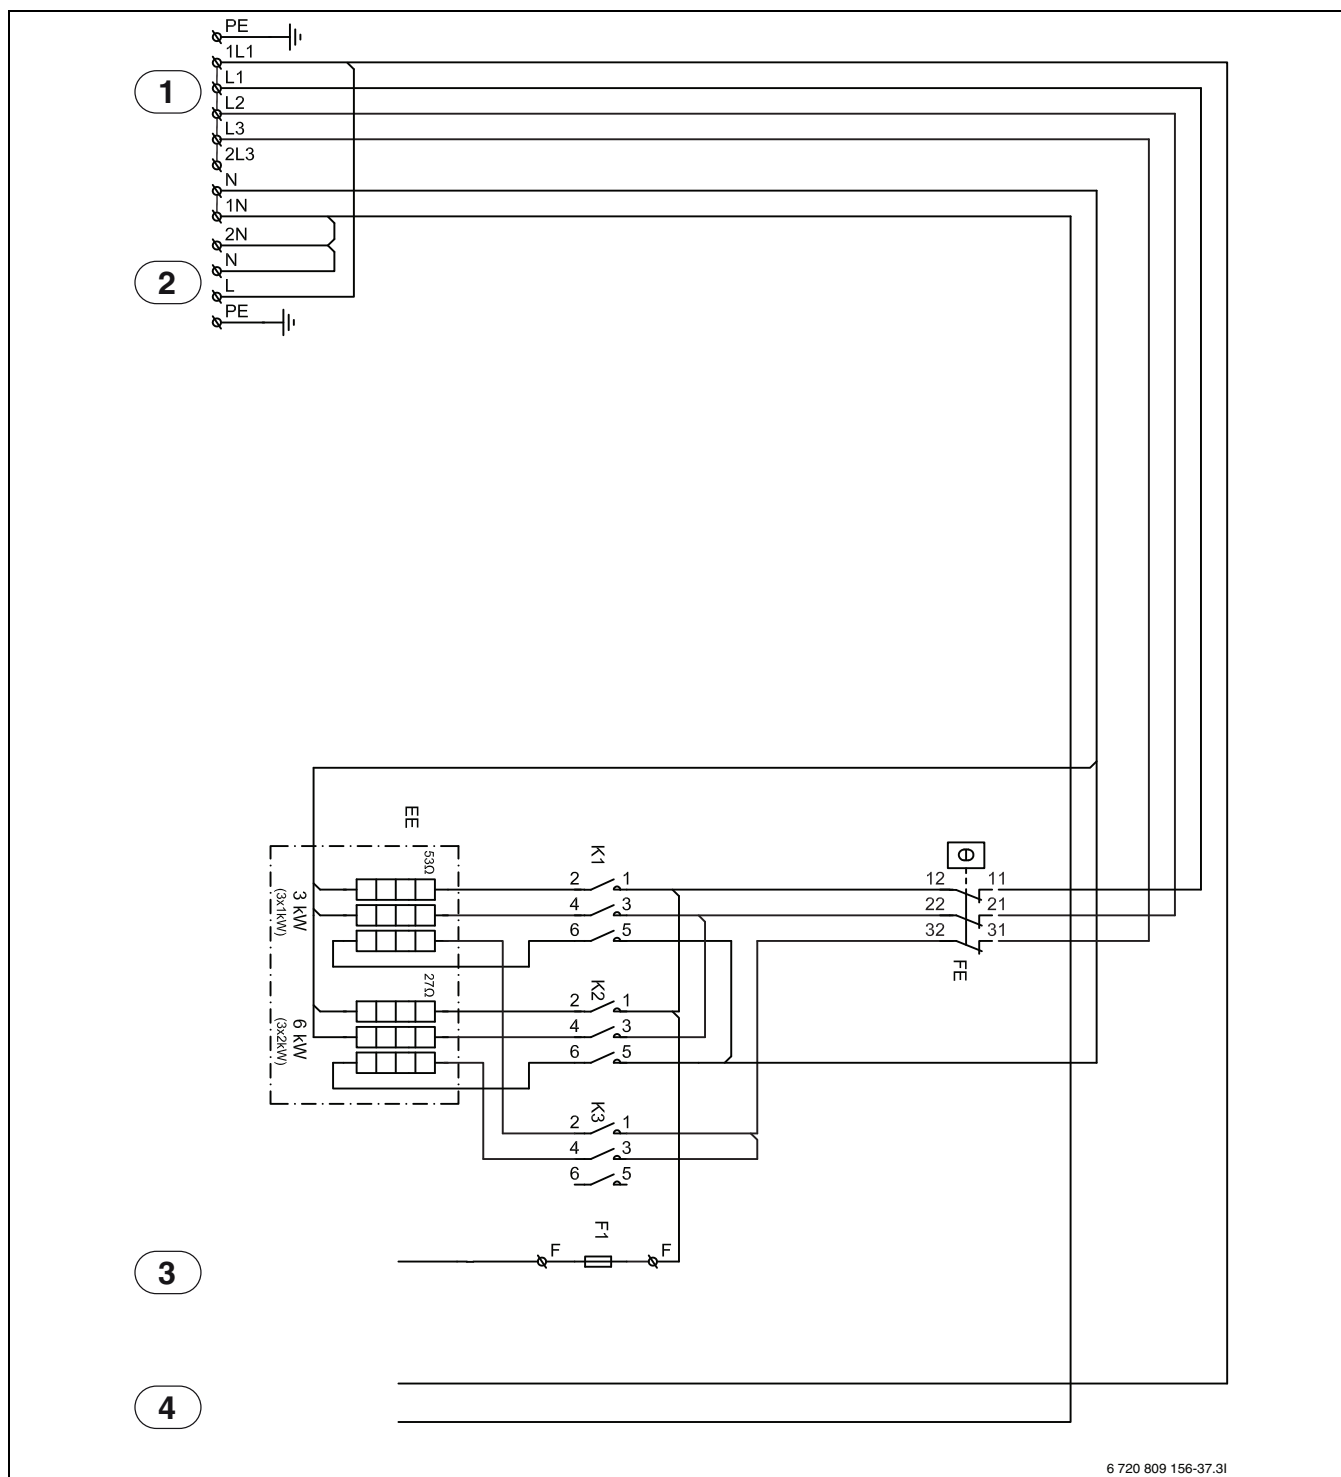 PE
1L1
1
L1
L2
L3
2L3
N
1N
2N
2
N
L
PE
EE
53Ω
3 kW
(3x1kW)
27Ω
6 kW
(3x2kW)
K1
2 1
4 3
6 5
K2
2 1
4 3
6 5
K3
2 1
4 3
6 5
θ
12 11
22 21
32 31
FE
F1
F F
3
4
6 720 809 156-37.3I